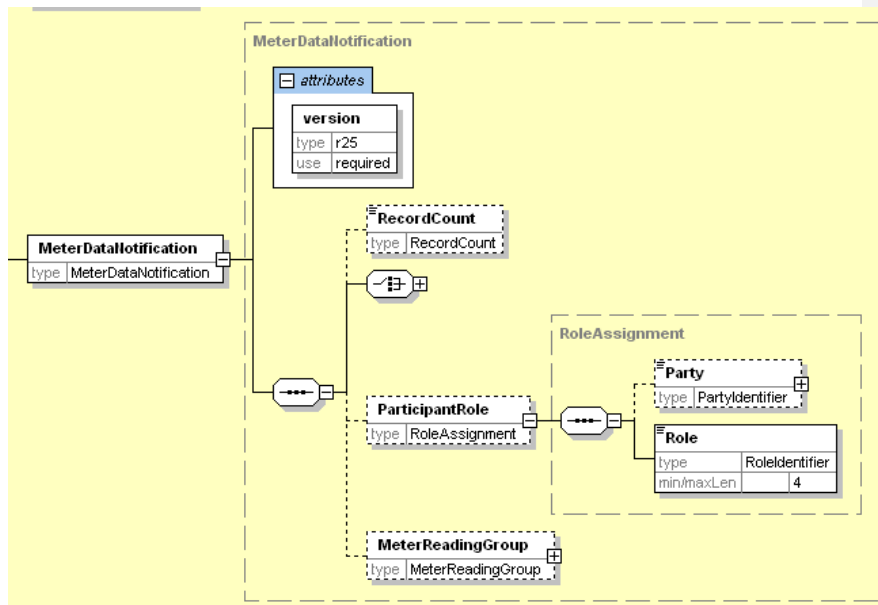 MeterDataNotification
attributes
version
type r25
use required
RecordCount
type RecordCount
MeterDataNotification
type MeterDataNotification
RoleAssignment
Party
type PartyIdentifier
ParticipantRole
type RoleAssignment
Role
type RoleIdentifier
min/maxLen 4
MeterReadingGroup
type MeterReadingGroup